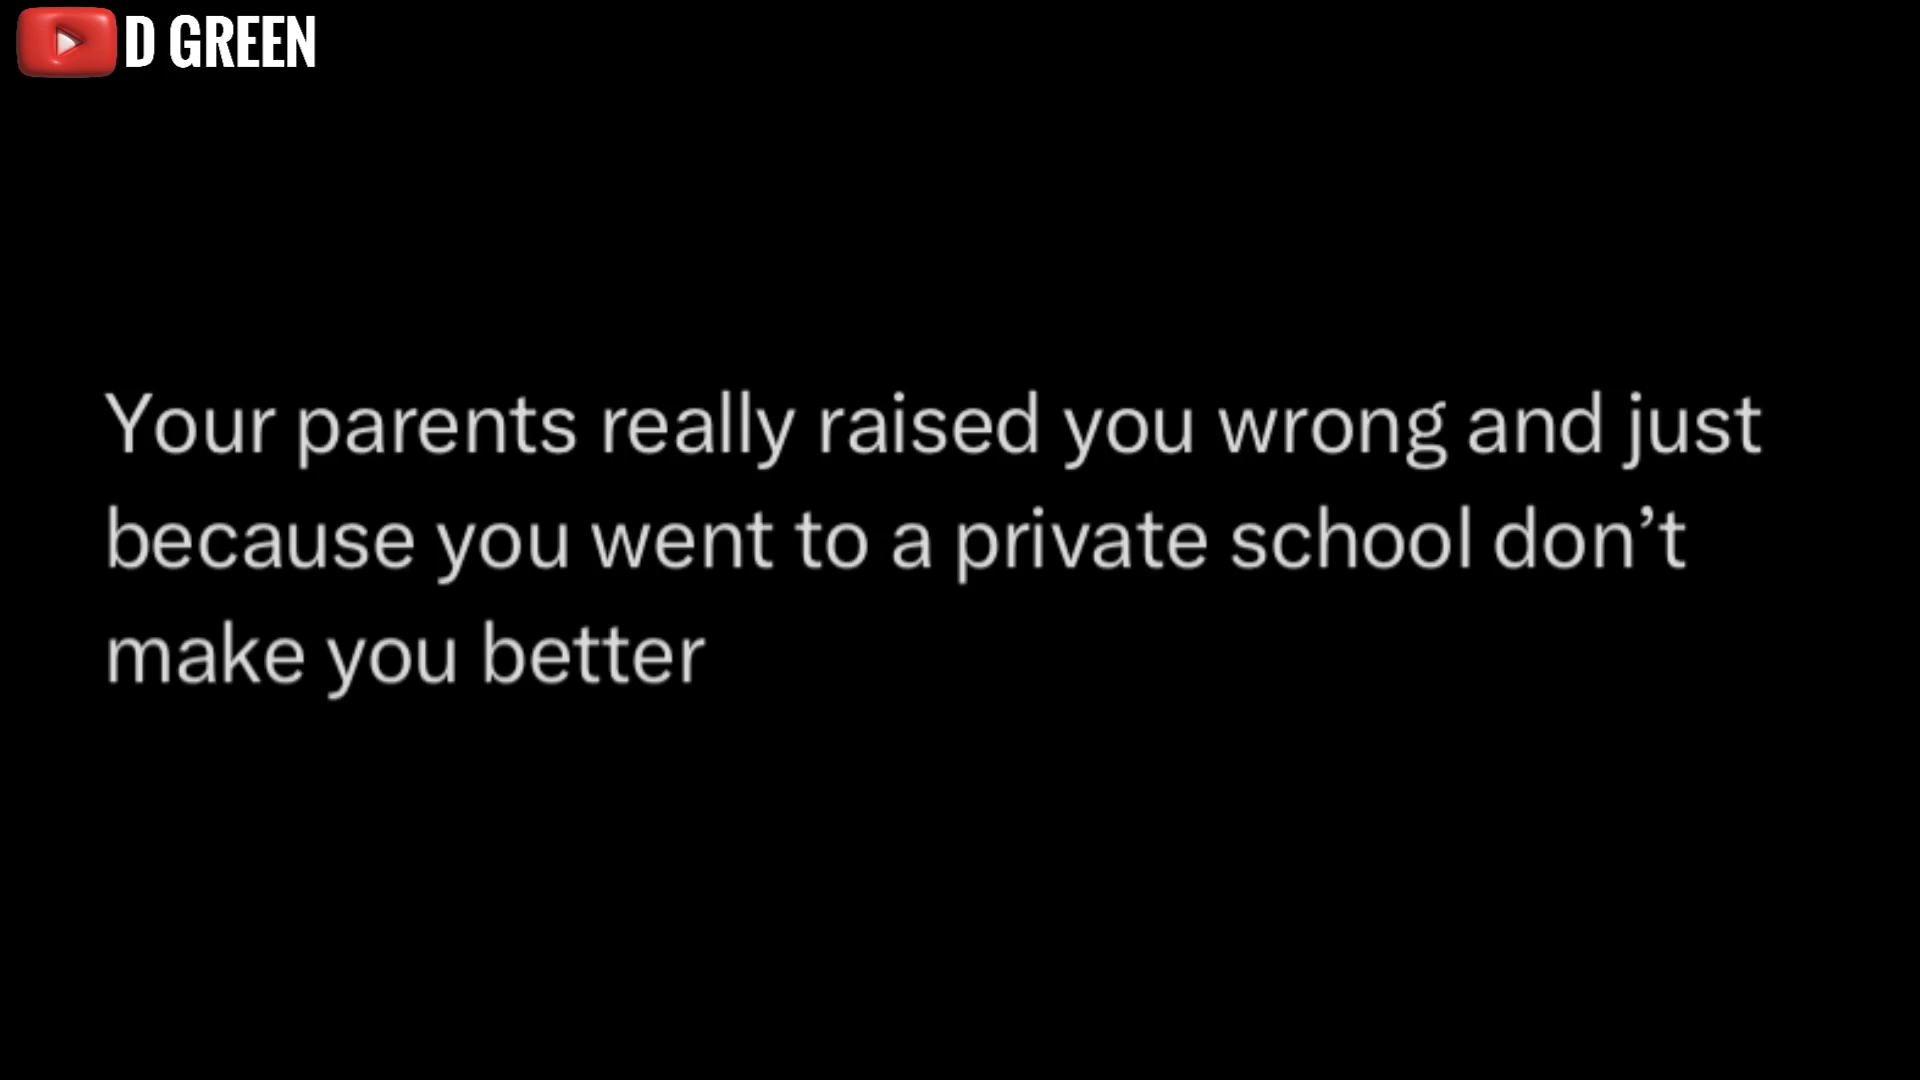 D GREEN
Your parents really raised you wrong and just
because you went to a private school don’t
make you better